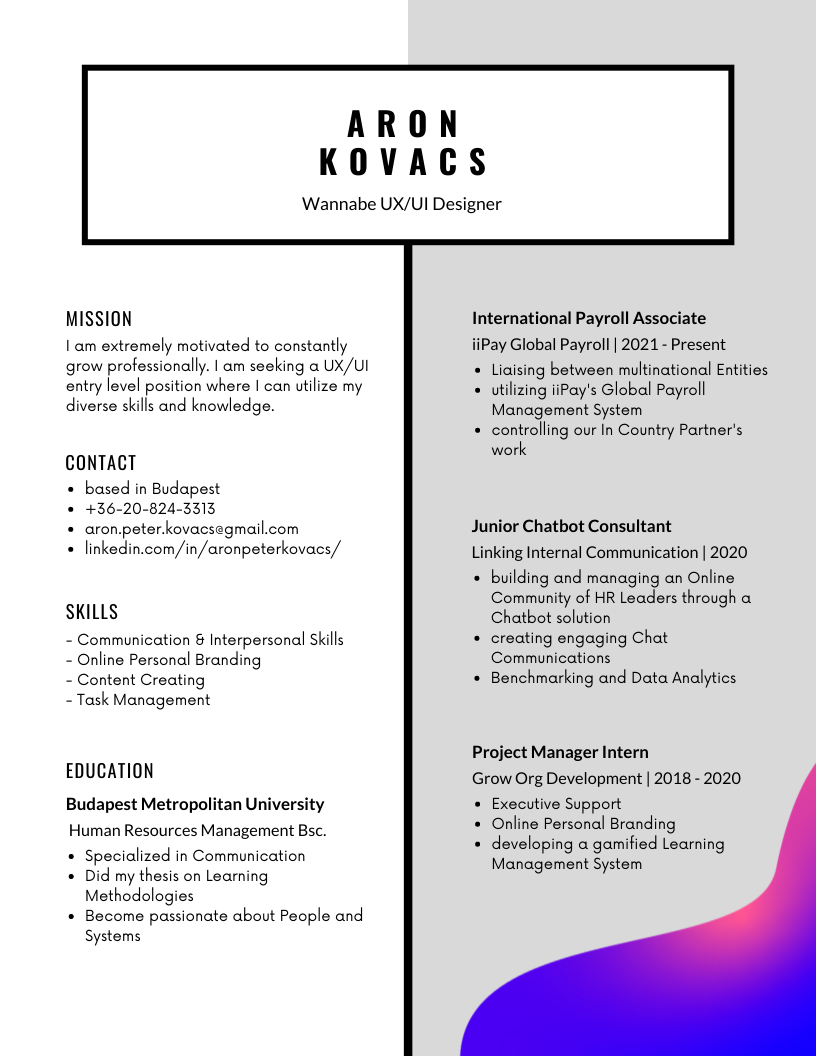 ARON
KOVACS
Wannabe UX/UI Designer
MISSION
I am extremely motivated to constantly
grow professionally. I am seeking a UX/UI
entry level position where I can utilize my
diverse skills and knowledge.
CONTACT
• based in Budapest
• +36-20-824-3313
• aron.peter.kovacs@gmail.com
• linkedin.com/in/aronpeterkovacs/
SKILLS
- Communication & Interpersonal Skills
- Online Personal Branding
- Content Creating
- Task Management
EDUCATION
Budapest Metropolitan University
Human Resources Management Bsc.
• Specialized in Communication
• Did my thesis on Learning
Methodologies
• Become passionate about People and
Systems
International Payroll Associate
iiPay Global Payroll | 2021 - Present
• Liaising between multinational Entities
• utilizing iiPay's Global Payroll
Management System
• controlling our In Country Partner's
work
Junior Chatbot Consultant
Linking Internal Communication | 2020
• building and managing an Online
Community of HR Leaders through a
Chatbot solution
• creating engaging Chat
Communications
• Benchmarking and Data Analytics
Project Manager Intern
Grow Org Development | 2018 - 2020
• Executive Support
• Online Personal Branding
• developing a gamified Learning
Management System